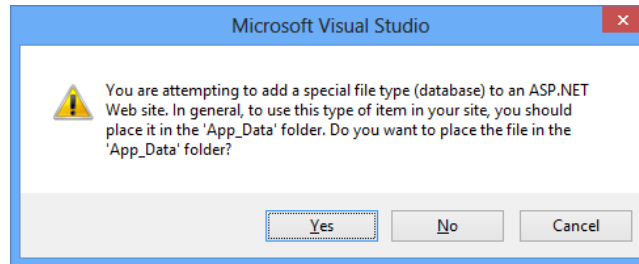 Microsoft Visual Studio
You are attempting to add a special file type (database) to an ASP.NET
Web site. In general, to use this type of item in your site, you should
place it in the 'App_Data' folder. Do you want to place the file in the
'App_Data' folder?
Yes No Cancel